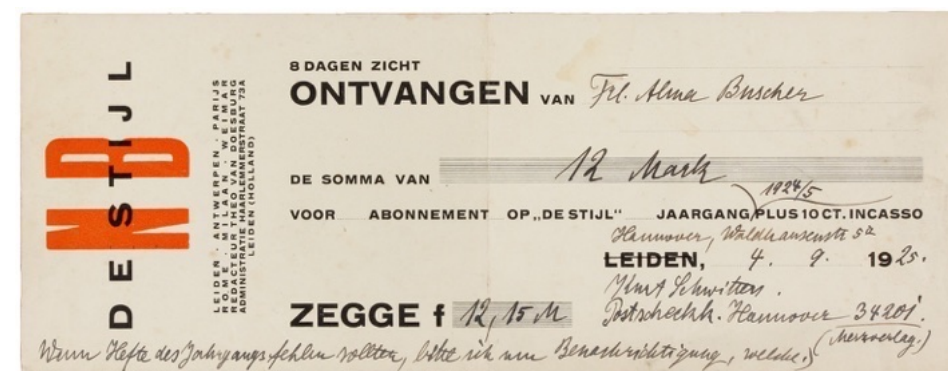 DE STIJL
NB
LEIDEN · ANTWERPEN · PARIJS
ROME · MILAAN · WEIMAR
REDACTEUR THEO VAN DOESBURG
ADMINISTRATIE HAARLEMMERSTRAAT 73A
LEIDEN (HOLLAND)
8 DAGEN ZICHT
ONTVANGEN VAN Frl. Alma Buscher
DE SOMMA VAN 12 Mark
1924/5
VOOR ABONNEMENT OP „DE STIJL" JAARGANG PLUS 10 CT. INCASSO
Hannover, Waldhausenstr 5a
LEIDEN, 4. 9. 1925.
Kurt Schwitters.
ZEGGE f 12,15 M
Postscheckk. Hannover 34201.
(Merzverlag.)
Wenn Hefte des Jahrgangs fehlen sollten, bitte ich um Benachrichtigung, welche.